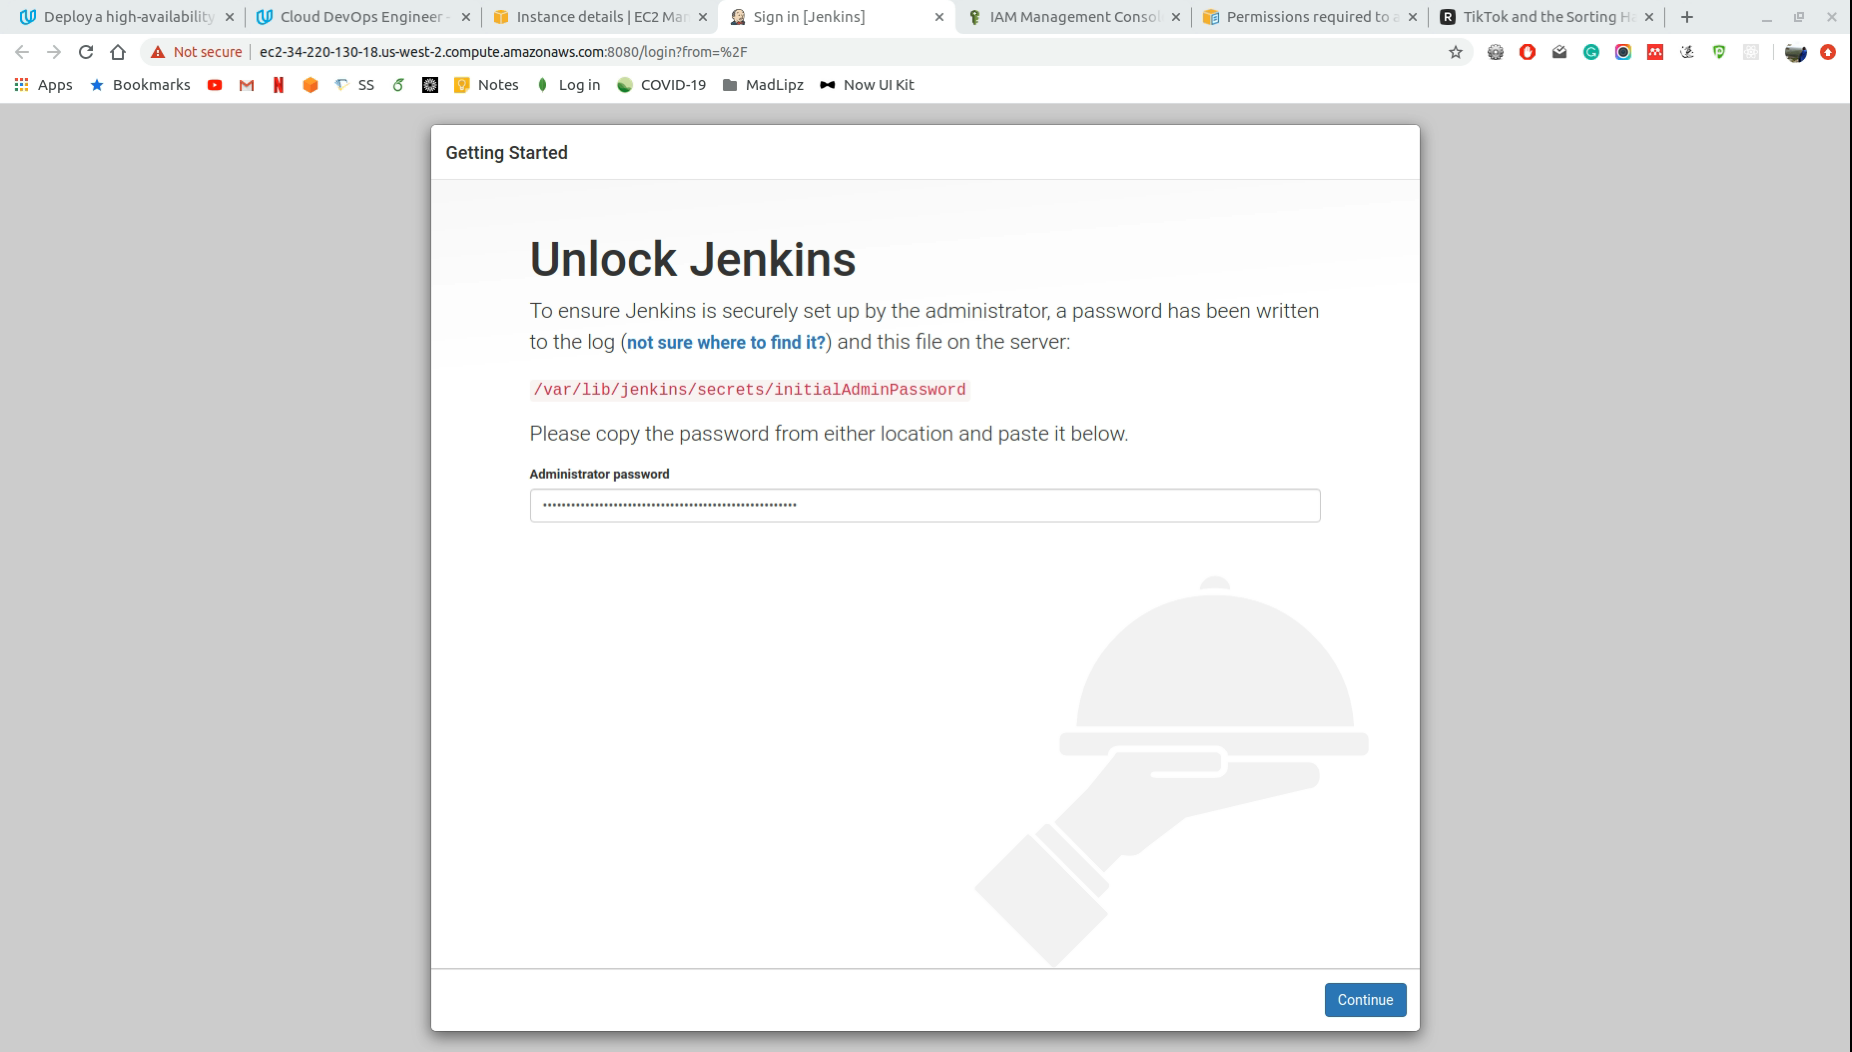 Deploy a high-availability
Cloud DevOps Engineer -
Instance details | EC2 Man
Sign in [Jenkins]
IAM Management Consol
Permissions required to a
R TikTok and the Sorting Ha
Not secure
ec2-34-220-130-18.us-west-2.compute.amazonaws.com:8080/login?from=%2F
Apps
Bookmarks
SS
Notes
Log in
COVID-19
MadLipz
Now UI Kit
Getting Started
Unlock Jenkins
To ensure Jenkins is securely set up by the administrator, a password has been written
to the log (not sure where to find it?) and this file on the server:
/var/lib/jenkins/secrets/initialAdminPassword
Please copy the password from either location and paste it below.
Administrator password
Continue